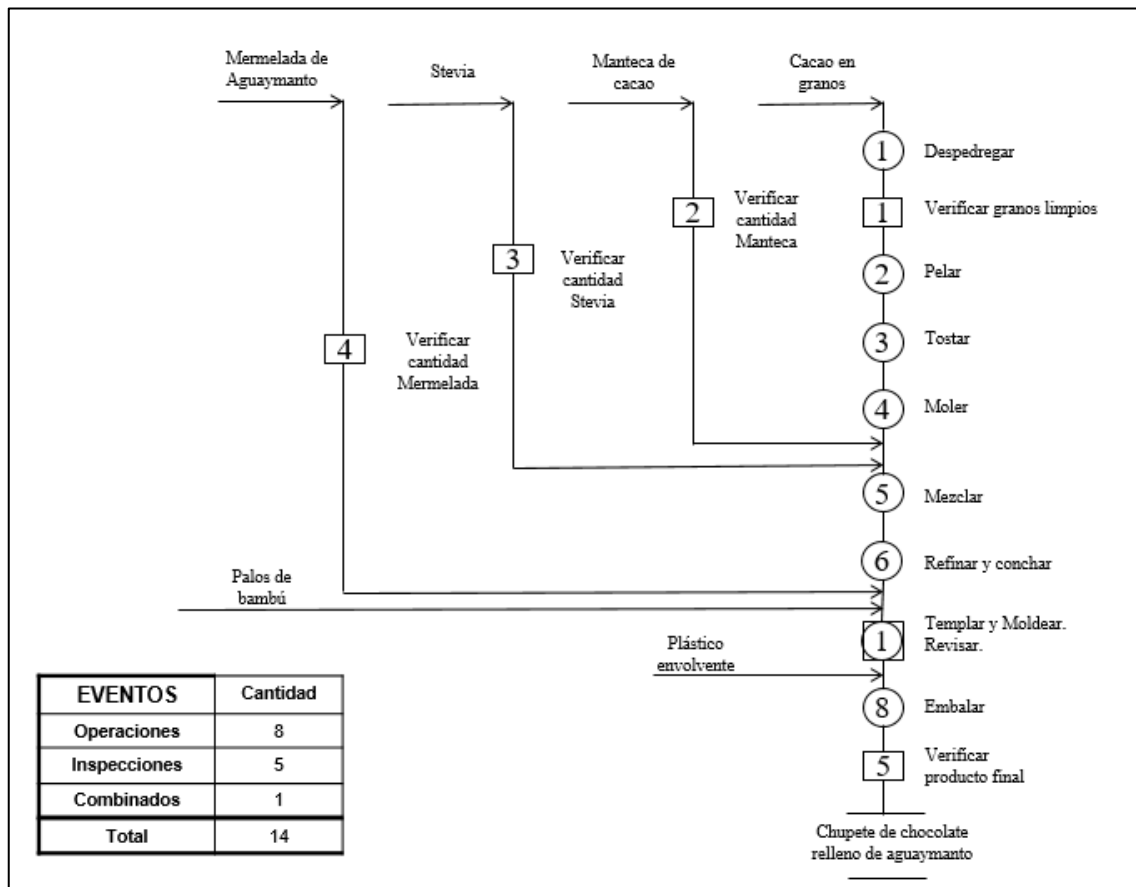 Mermelada de
Aguaymanto
Stevia
Manteca de
cacao
Cacao en
granos
1
Despedregar
1
Verificar granos limpios
2
Verificar
cantidad
Manteca
3
Verificar
cantidad
Stevia
2
Pelar
4
Verificar
cantidad
Mermelada
3
Tostar
4
Moler
5
Mezclar
6
Refinar y conchar
Palos de
bambú
1
Templar y Moldear.
Revisar.
Plástico
envolvente
8
Embalar
5
Verificar
producto final
Chupete de chocolate
relleno de aguaymanto
EVENTOS Cantidad
Operaciones 8
Inspecciones 5
Combinados 1
Total 14